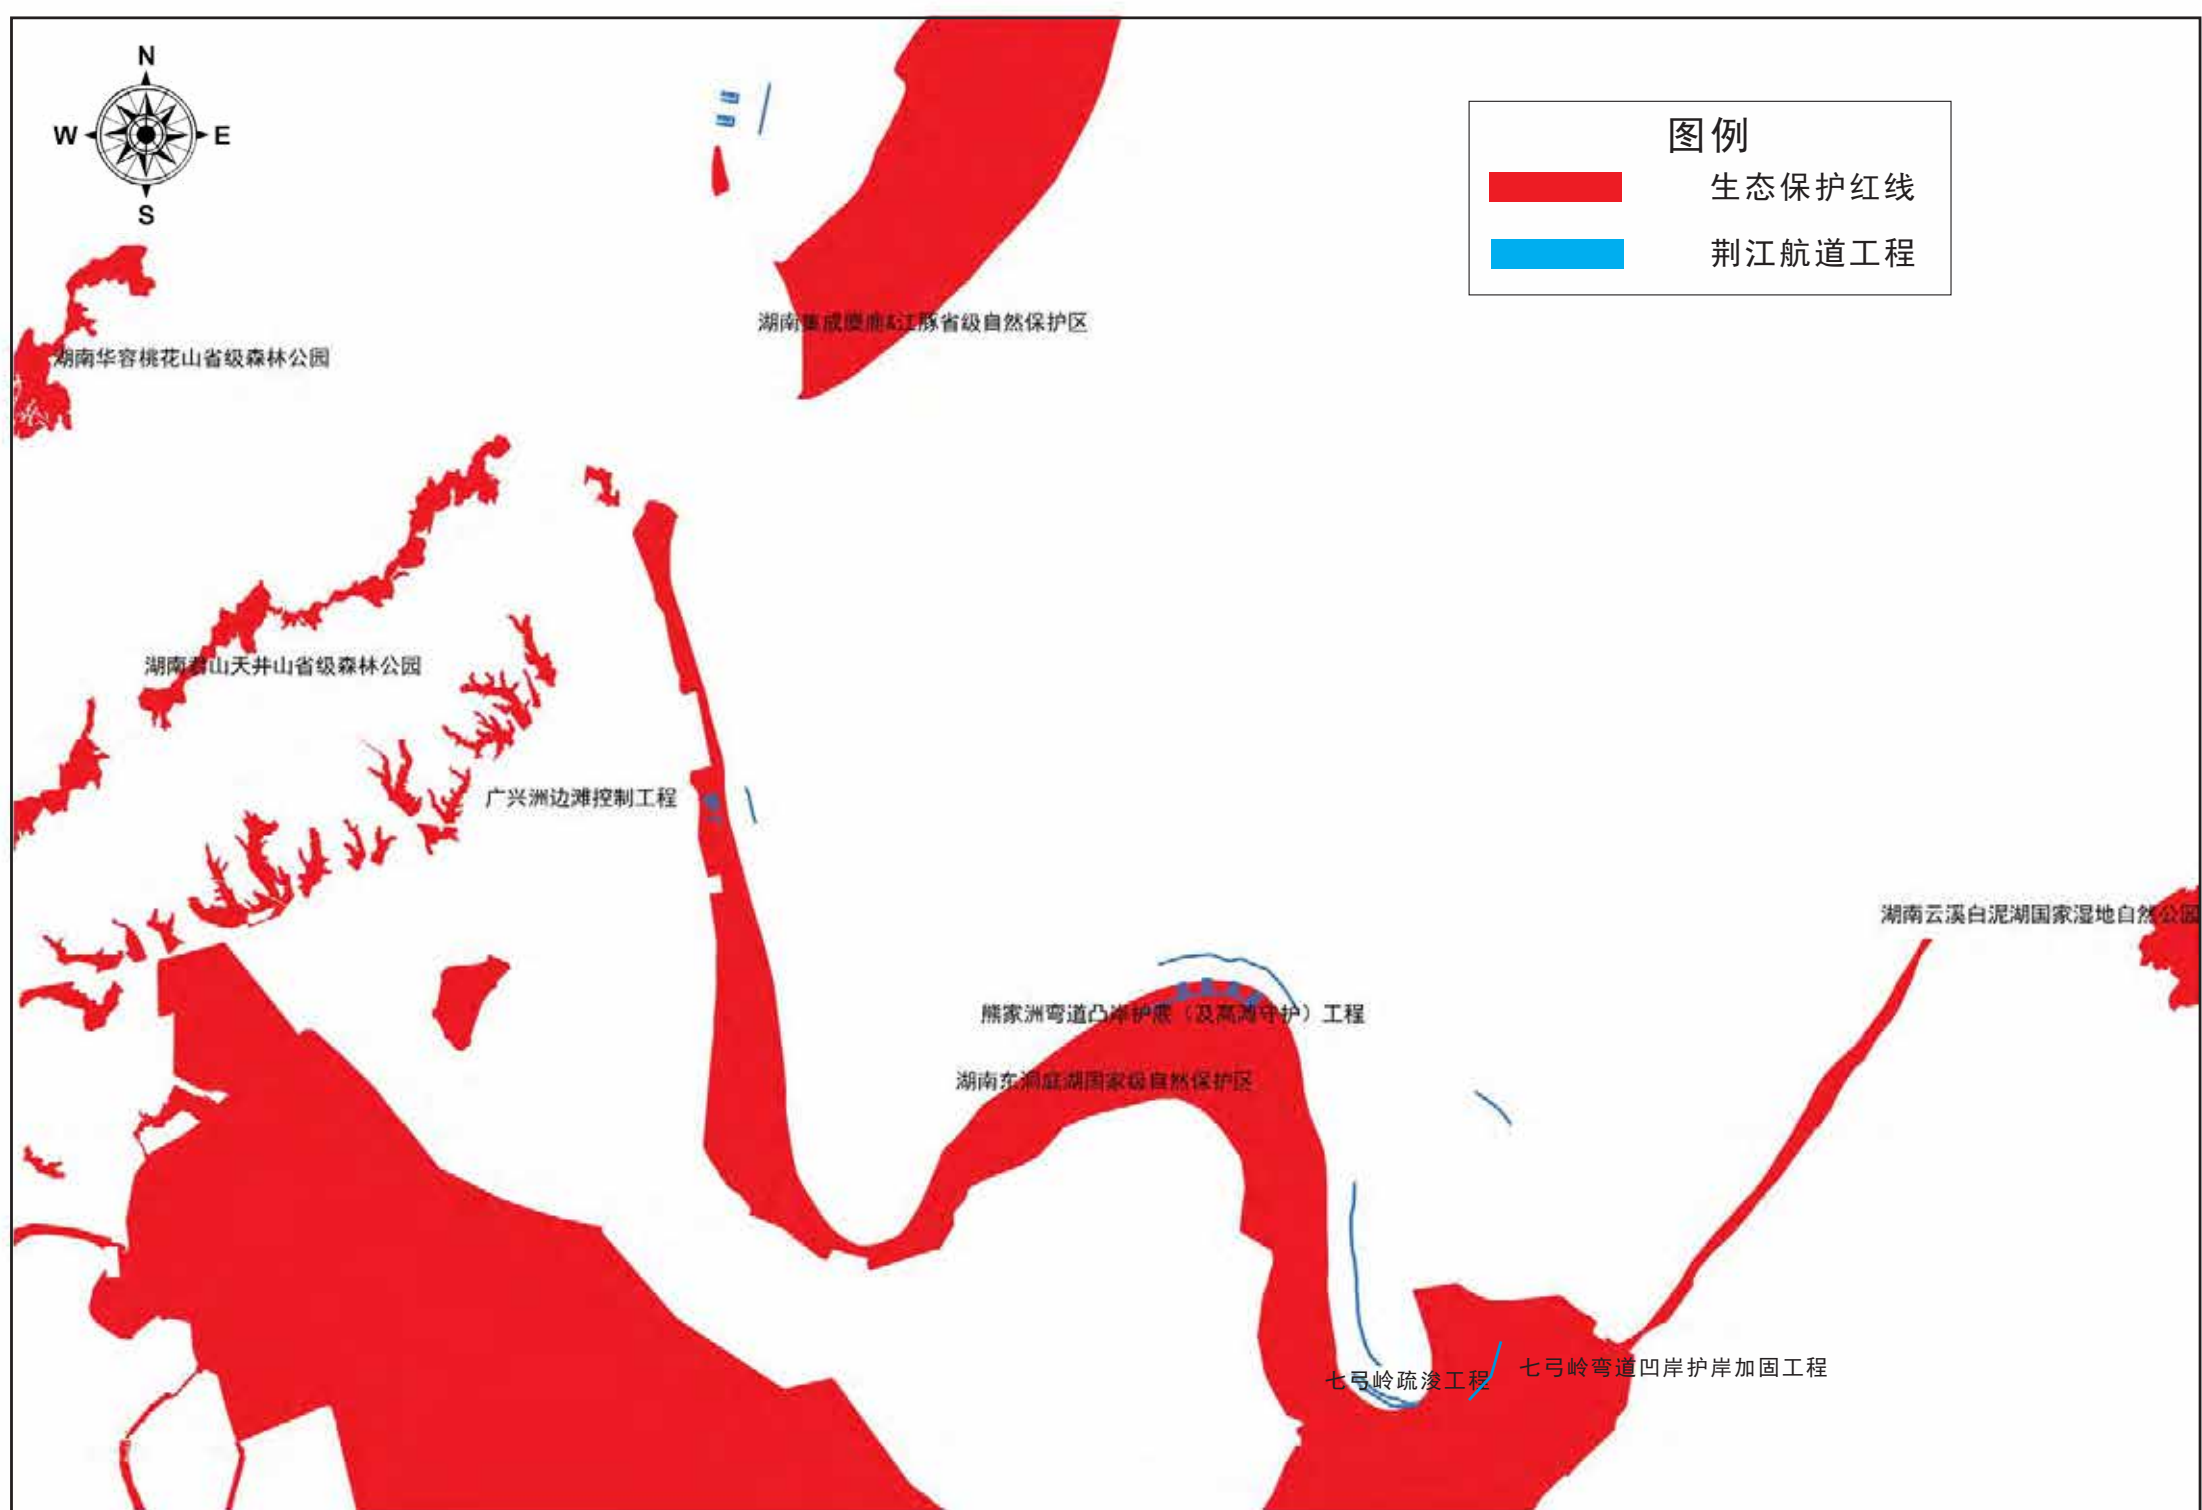 N
W E
S
图例
生态保护红线
荆江航道工程
湖南集成麋鹿&江豚省级自然保护区
湖南华容桃花山省级森林公园
湖南君山天井山省级森林公园
广兴洲边滩控制工程
湖南云溪白泥湖国家湿地自然公园
熊家洲弯道凸岸护底（及高滩守护）工程
湖南东洞庭湖国家级自然保护区
七弓岭疏浚工程
七弓岭弯道凹岸护岸加固工程